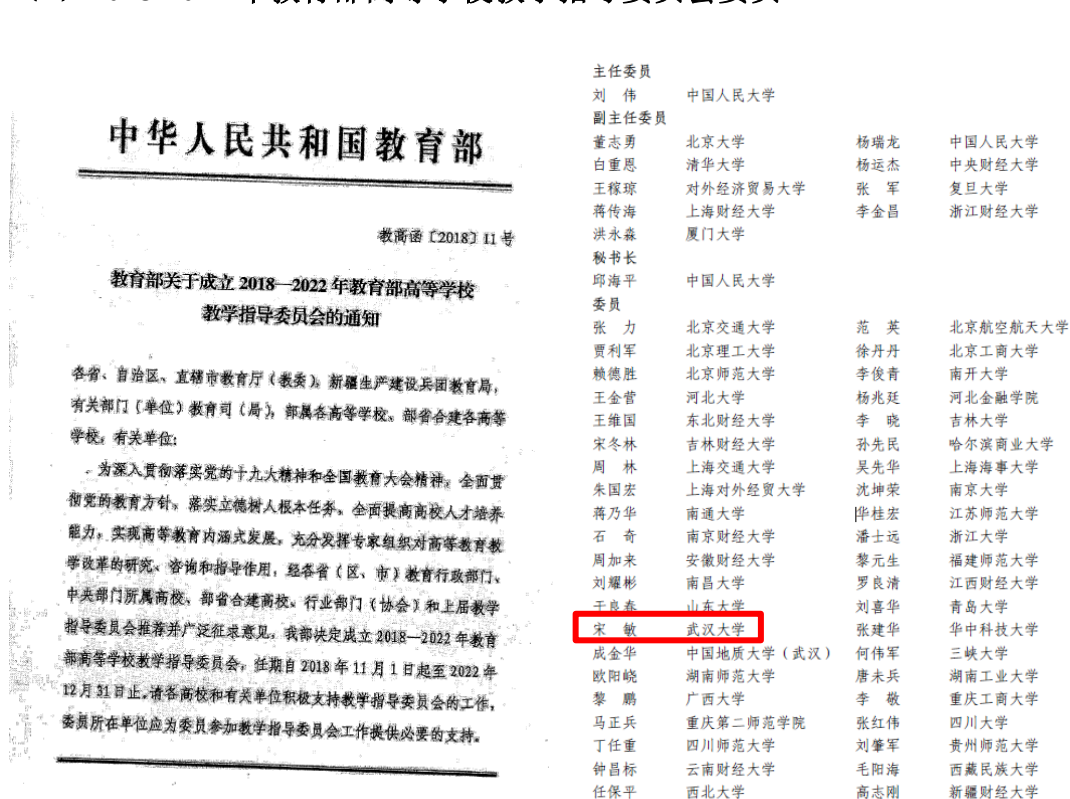 中华人民共和国教育部
教高函〔2018〕11号
教育部关于成立2018—2022年教育部高等学校
教学指导委员会的通知
各省、自治区、直辖市教育厅（教委），新疆生产建设兵团教育局，
有关部门（单位）教育司（局），部属各高等学校、部省合建各高等
学校，有关单位：
为深入贯彻落实党的十九大精神和全国教育大会精神，全面贯
彻党的教育方针，落实立德树人根本任务，全面提高高校人才培养
能力，实现高等教育内涵式发展，充分发挥专家组织对高等教育教
学改革的研究、咨询和指导作用，经各省（区、市）教育行政部门、
中央部门所属高校、部省合建高校、行业部门（协会）和上届教学
指导委员会推荐并广泛征求意见，我部决定成立2018—2022年教育
部高等学校教学指导委员会，任期自2018年11月1日起至2022年
12月31日止。请各高校和有关单位积极支持教学指导委员会的工作，
委员所在单位应为委员参加教学指导委员会工作提供必要的支持。
主任委员
刘 伟 中国人民大学
副主任委员
董志勇 北京大学 杨瑞龙 中国人民大学
白重恩 清华大学 杨运杰 中央财经大学
王稼琼 对外经济贸易大学 张 军 复旦大学
蒋传海 上海财经大学 李金昌 浙江财经大学
洪永淼 厦门大学
秘书长
邱海平 中国人民大学
委员
张 力 北京交通大学 范 英 北京航空航天大学
贾利军 北京理工大学 徐丹丹 北京工商大学
赖德胜 北京师范大学 李俊青 南开大学
王金营 河北大学 杨兆廷 河北金融学院
王维国 东北财经大学 李 晓 吉林大学
宋冬林 吉林财经大学 孙先民 哈尔滨商业大学
周 林 上海交通大学 吴先华 上海海事大学
朱国宏 上海对外经贸大学 沈坤荣 南京大学
蒋乃华 南通大学 华桂宏 江苏师范大学
石 奇 南京财经大学 潘士远 浙江大学
周加来 安徽财经大学 黎元生 福建师范大学
刘耀彬 南昌大学 罗良清 江西财经大学
于良春 山东大学 刘喜华 青岛大学
宋 敏 武汉大学 张建华 华中科技大学
成金华 中国地质大学（武汉） 何伟军 三峡大学
欧阳峣 湖南师范大学 唐未兵 湖南工业大学
黎 鹏 广西大学 李 敬 重庆工商大学
马正兵 重庆第二师范学院 张红伟 四川大学
丁任重 四川师范大学 刘肇军 贵州师范大学
钟昌标 云南财经大学 毛阳海 西藏民族大学
任保平 西北大学 高志刚 新疆财经大学